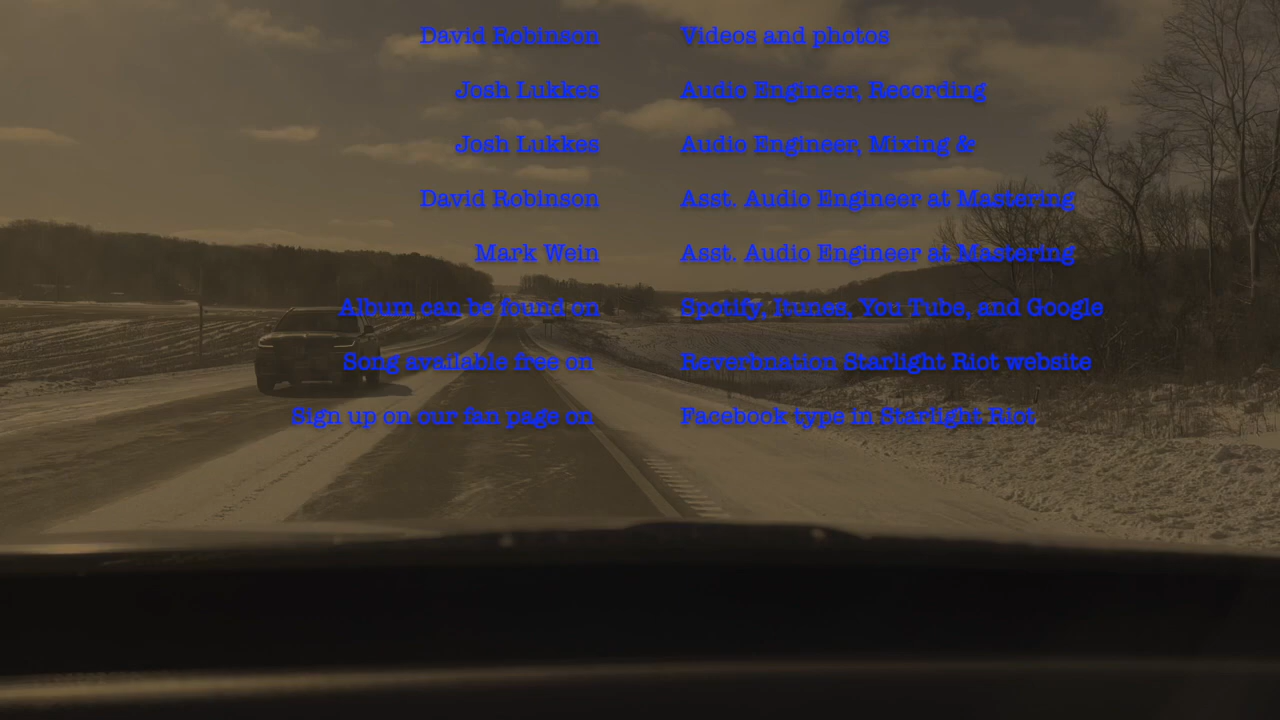 David Robinson Videos and photos
Josh Lukkes Audio Engineer, Recording
Josh Lukkes Audio Engineer, Mixing &
David Robinson Asst. Audio Engineer at Mastering
Mark Wein Asst. Audio Engineer at Mastering
Album can be found on Spotify, Itunes, You Tube, and Google
Song available free on Reverbnation Starlight Riot website
Sign up on our fan page on Facebook type in Starlight Riot